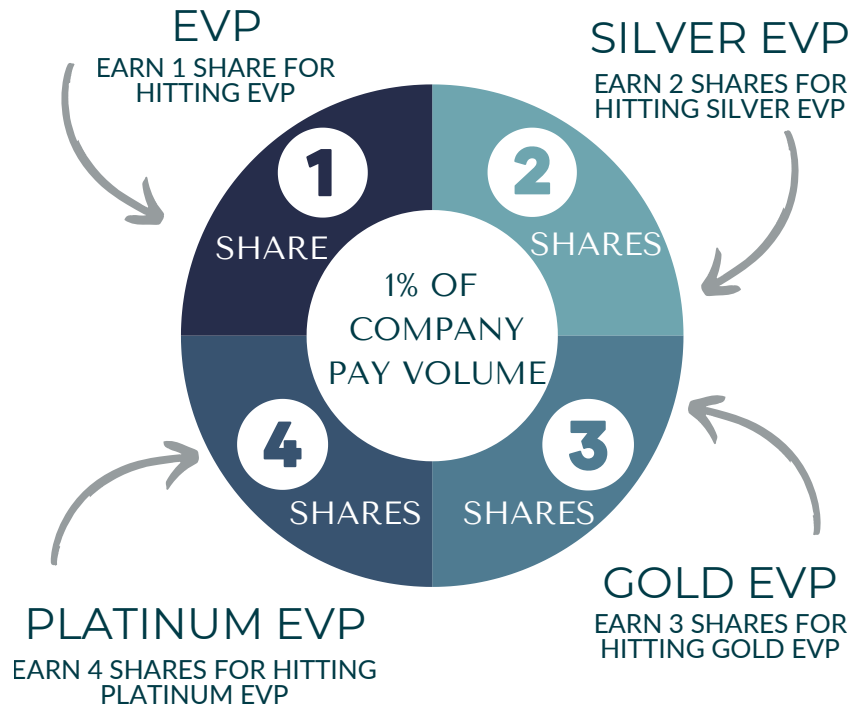 EVP
EARN 1 SHARE FOR
HITTING EVP
SILVER EVP
EARN 2 SHARES FOR
HITTING SILVER EVP
1
SHARE
2
SHARES
1% OF
COMPANY
PAY VOLUME
4
SHARES
3
SHARES
PLATINUM EVP
EARN 4 SHARES FOR HITTING
PLATINUM EVP
GOLD EVP
EARN 3 SHARES FOR
HITTING GOLD EVP